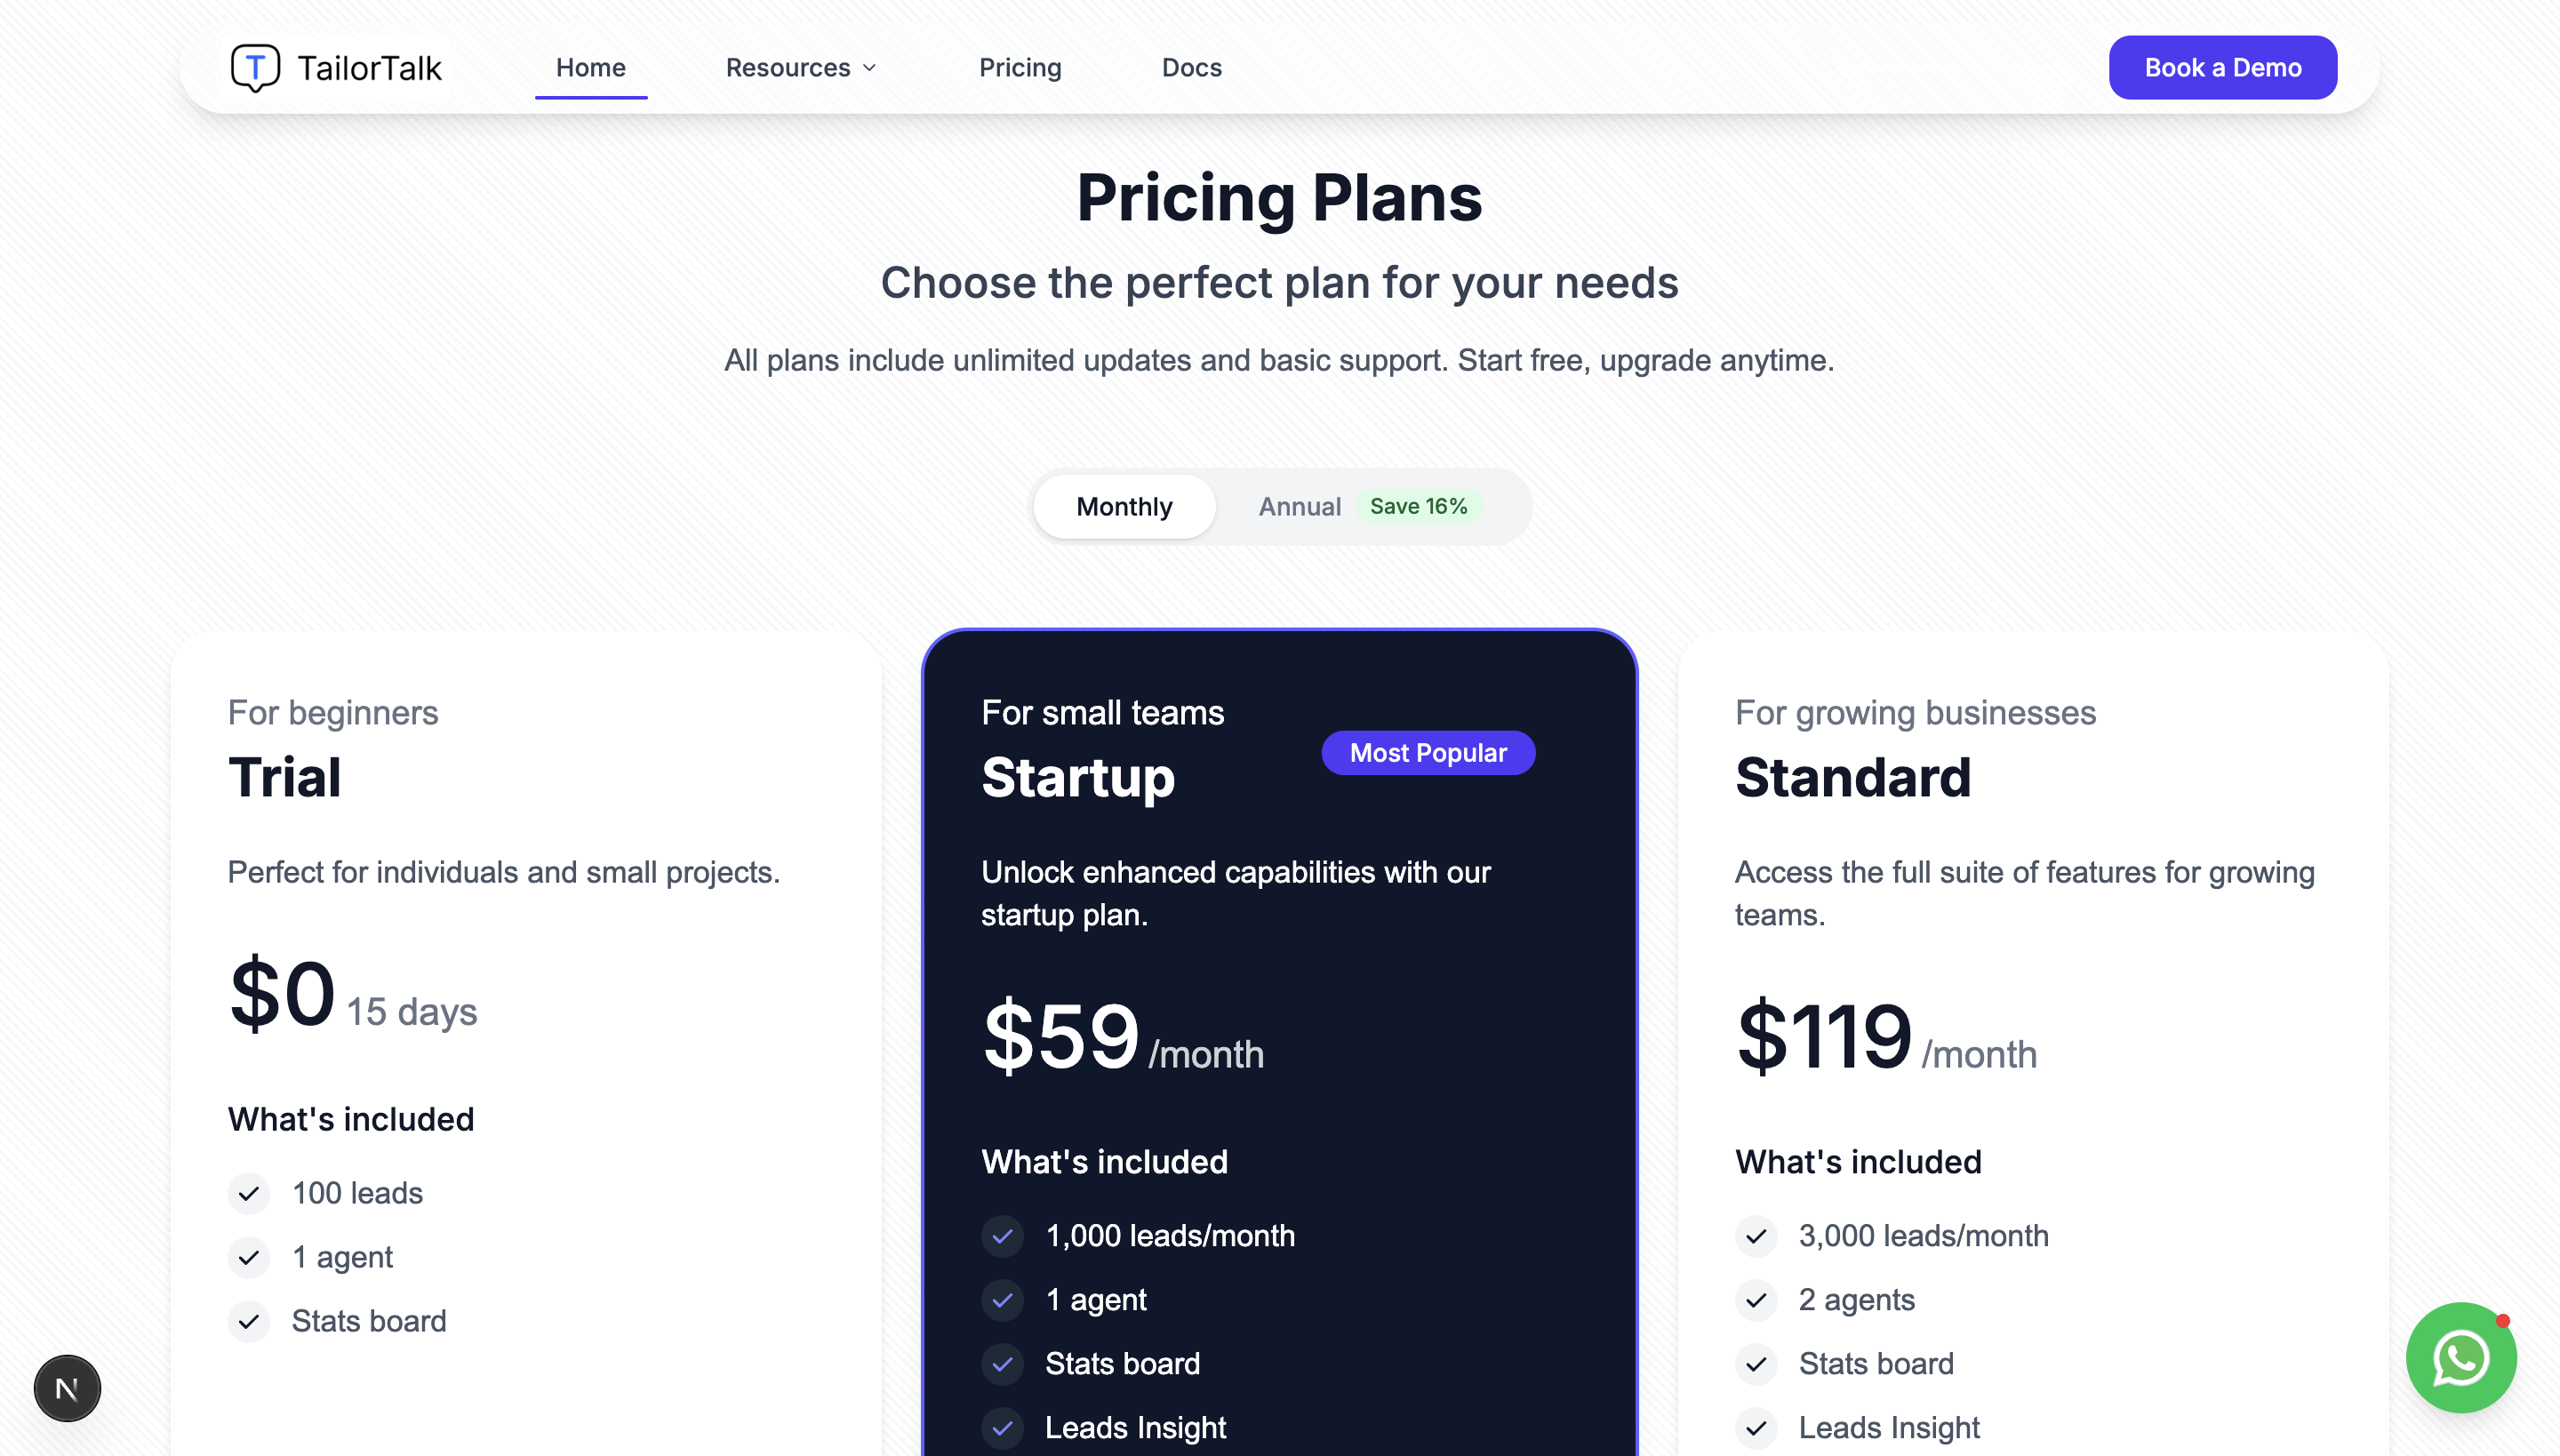 T TailorTalk
Home
Resources
Pricing
Docs
Book a Demo
Pricing Plans
Choose the perfect plan for your needs
All plans include unlimited updates and basic support. Start free, upgrade anytime.
Monthly
Annual
Save 16%
For beginners
Trial
Perfect for individuals and small projects.
$0 15 days
What's included
100 leads
1 agent
Stats board
For small teams
Startup
Most Popular
Unlock enhanced capabilities with our
startup plan.
$59 /month
What's included
1,000 leads/month
1 agent
Stats board
Leads Insight
For growing businesses
Standard
Access the full suite of features for growing
teams.
$119 /month
What's included
3,000 leads/month
2 agents
Stats board
Leads Insight
N